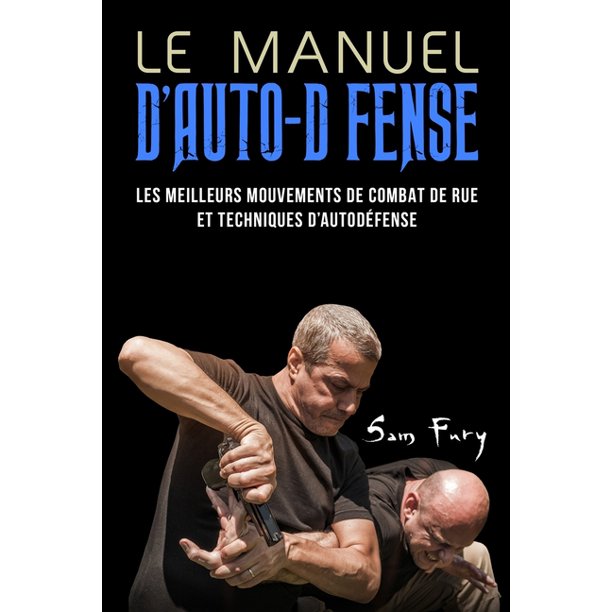 LE MANUEL
D'AUTO-D FENSE
LES MEILLEURS MOUVEMENTS DE COMBAT DE RUE
ET TECHNIQUES D'AUTODÉFENSE
Sam Fury